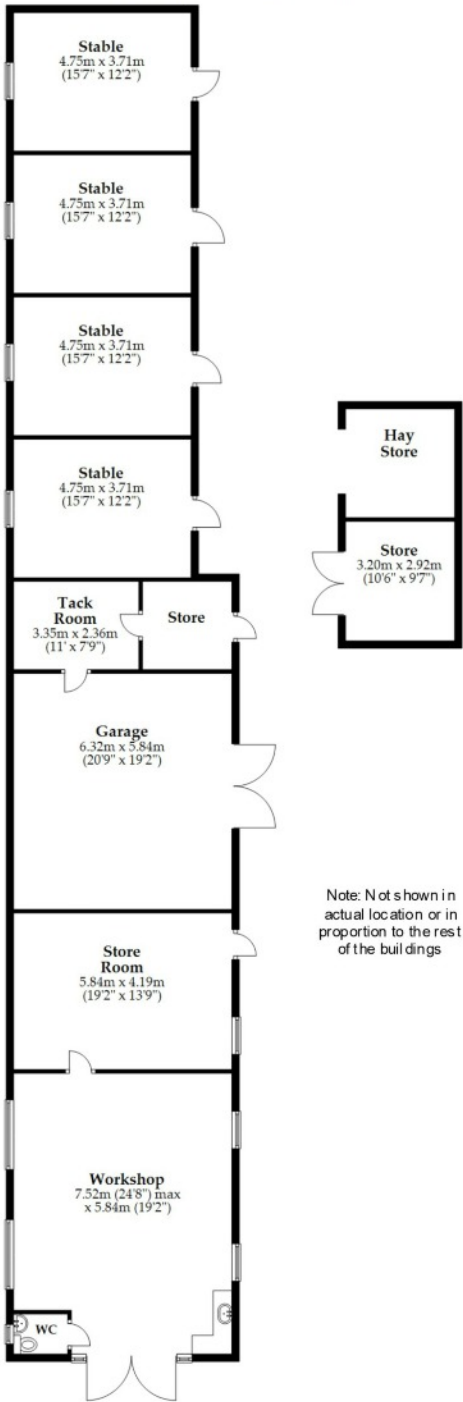 Stable
4.75m x 3.71m
(15'7" x 12'2")
Stable
4.75m x 3.71m
(15'7" x 12'2")
Stable
4.75m x 3.71m
(15'7" x 12'2")
Stable
4.75m x 3.71m
(15'7" x 12'2")
Hay
Store
Store
3.20m x 2.92m
(10'6" x 9'7")
Tack
Room
3.35m x 2.36m
(11' x 7'9")
Store
Garage
6.32m x 5.84m
(20'9" x 19'2")
Note: Not shown in
actual location or in
proportion to the rest
of the buildings
Store
Room
5.84m x 4.19m
(19'2" x 13'9")
Workshop
7.52m (24'8") max
x 5.84m (19'2")
WC